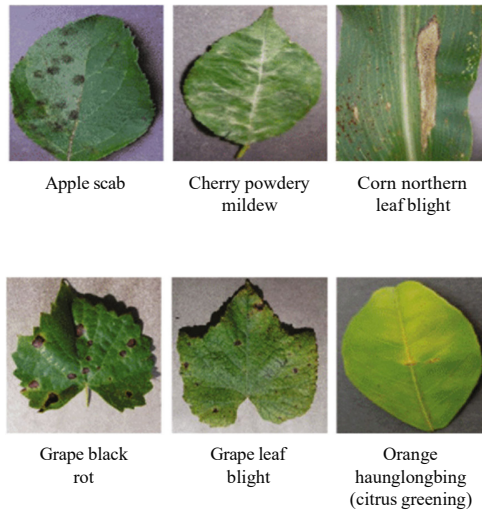 Apple scab
Cherry powdery
mildew
Corn northern
leaf blight
Grape black
rot
Grape leaf
blight
Orange
haunglongbing
(citrus greening)